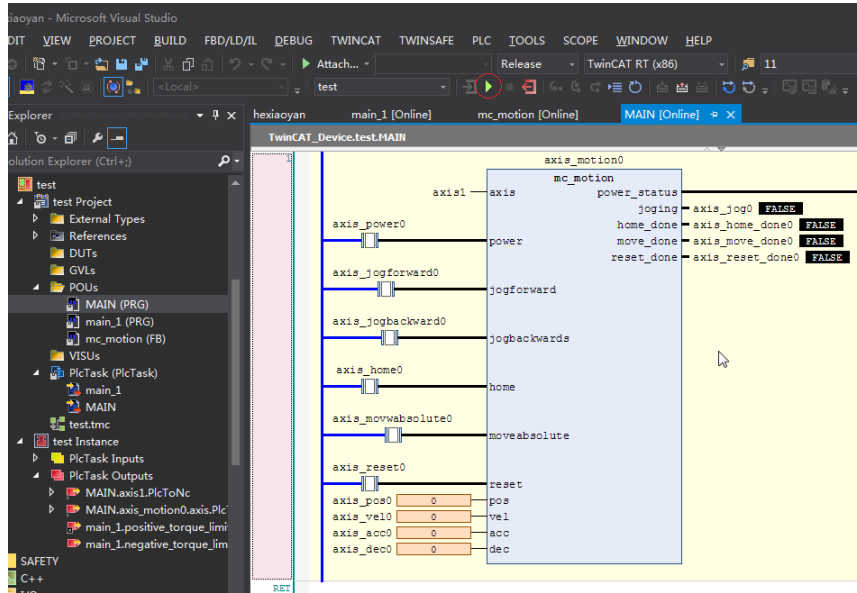 xiaoyan - Microsoft Visual Studio
DIT VIEW PROJECT BUILD FBD/LD/IL DEBUG TWINCAT TWINSAFE PLC TOOLS SCOPE WINDOW HELP
Attach... Release TwinCAT RT (x86) 11
<Local> test
Explorer
hexiaoyan main_1 [Online] mc_motion [Online] MAIN [Online]
TwinCAT_Device.test.MAIN
olution Explorer (Ctrl+;)
test
test Project
External Types
References
DUTs
GVLs
POUs
MAIN (PRG)
main_1 (PRG)
mc_motion (FB)
VISUs
PlcTask (PlcTask)
main_1
MAIN
test.tmc
test Instance
PlcTask Inputs
PlcTask Outputs
MAIN.axis1.PlcToNc
MAIN.axis_motion0.axis.Plc
main_1.positive_torque_limi
main_1.negative_torque_lim
SAFETY
C++
1
axis_motion0
mc_motion
axis1 axis power_status
joging axis_jog0 FALSE
axis_power0 home_done axis_home_done0 FALSE
power move_done axis_move_done0 FALSE
reset_done axis_reset_done0 FALSE
axis_jogforward0
jogforward
axis_jogbackward0
jogbackwards
axis_home0
home
axis_movwabsolute0
moveabsolute
axis_reset0
reset
axis_pos0 0 pos
axis_vel0 0 vel
axis_acc0 0 acc
axis_dec0 0 dec
RET